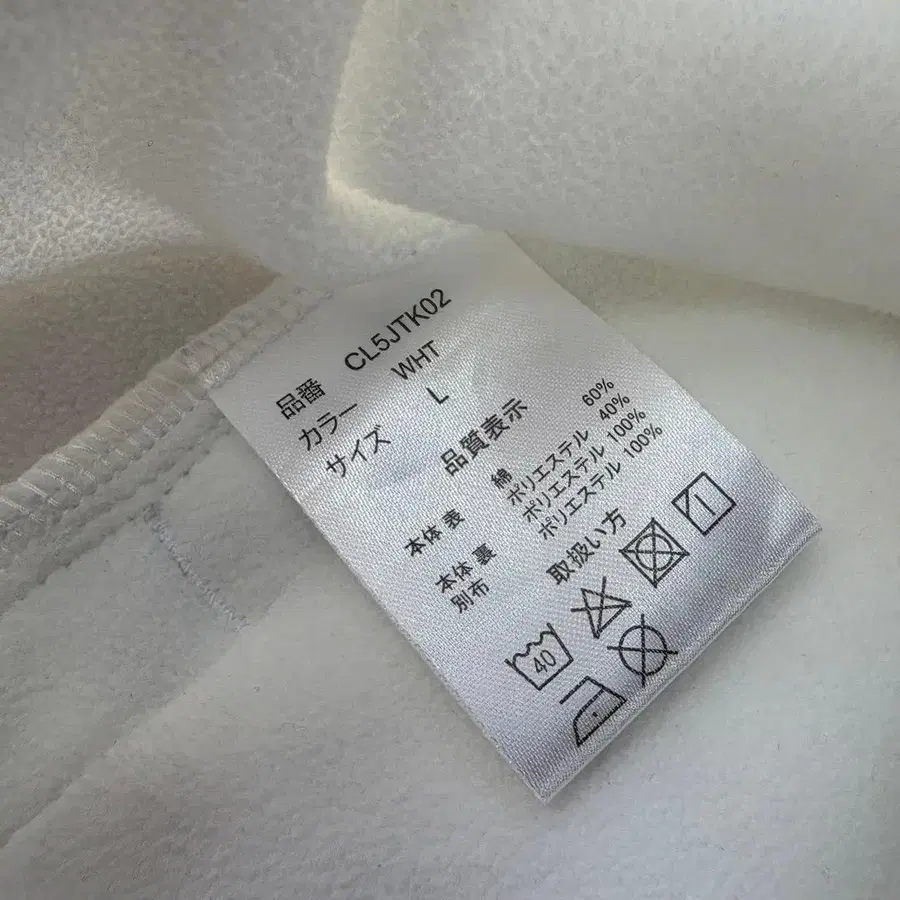 品番 CL5JTK02
カラー WHT
サイズ L
品質表示
本体 表 綿 60%
ポリエステル 40%
本体 裏 ポリエステル 100%
別布 ポリエステル 100%
取扱い方
40